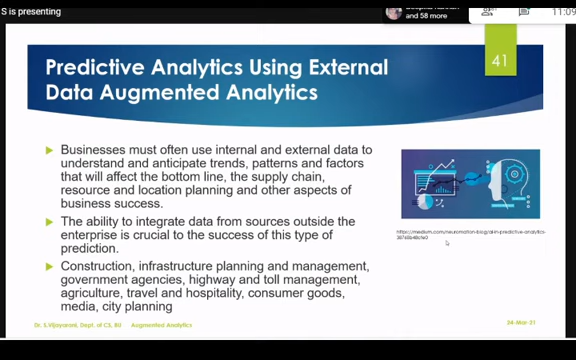 S is presenting
and 58 more
11:09
41
Predictive Analytics Using External
Data Augmented Analytics
Businesses must often use internal and external data to
understand and anticipate trends, patterns and factors
that will affect the bottom line, the supply chain,
resource and location planning and other aspects of
business success.
The ability to integrate data from sources outside the
enterprise is crucial to the success of this type of
prediction.
Construction, infrastructure planning and management,
government agencies, highway and toll management,
agriculture, travel and hospitality, consumer goods,
media, city planning
Dr. S.Vijayarani, Dept. of CS, BU Augmented Analytics
24-Mar-21